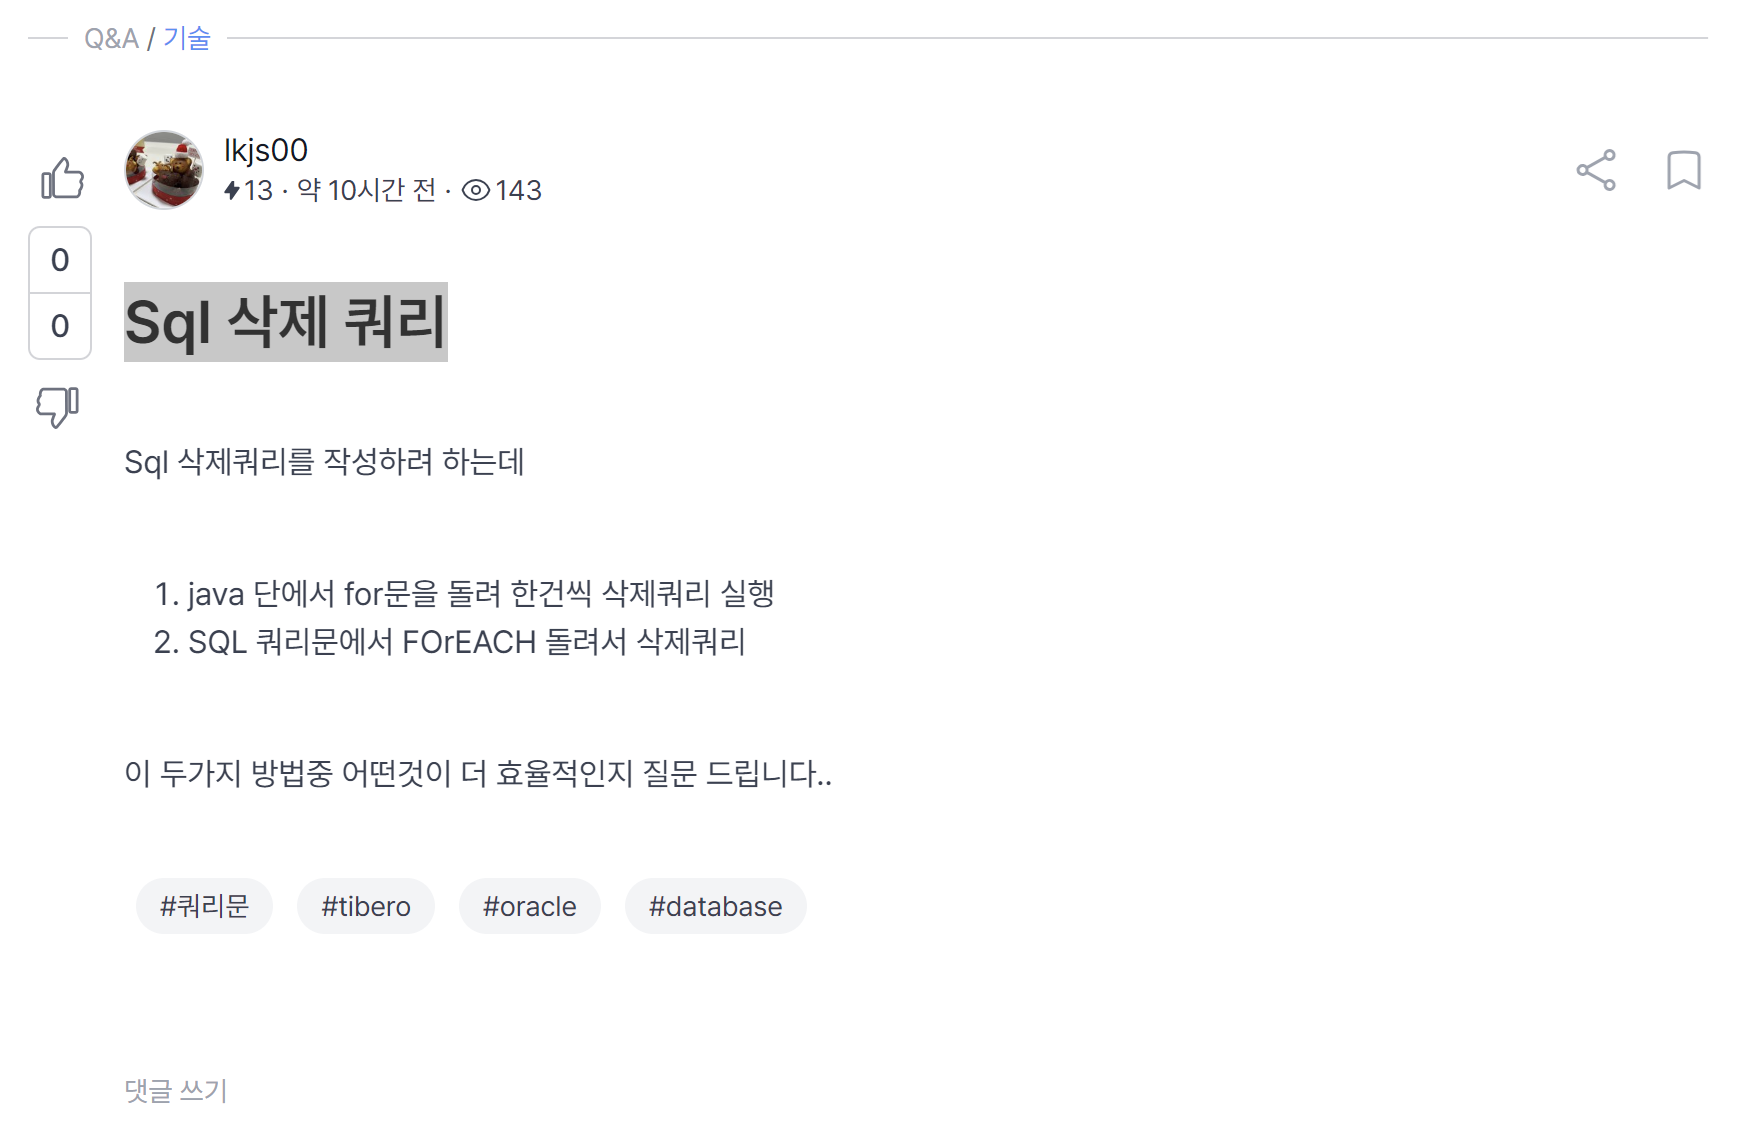 Q&A / 기술
lkjs00
13 · 약 10시간 전 · 143
0
0
Sql 삭제 쿼리
Sql 삭제쿼리를 작성하려 하는데
1. java 단에서 for문을 돌려 한건씩 삭제쿼리 실행
2. SQL 쿼리문에서 FOrEACH 돌려서 삭제쿼리
이 두가지 방법중 어떤것이 더 효율적인지 질문 드립니다..
#쿼리문 #tibero #oracle #database
댓글 쓰기